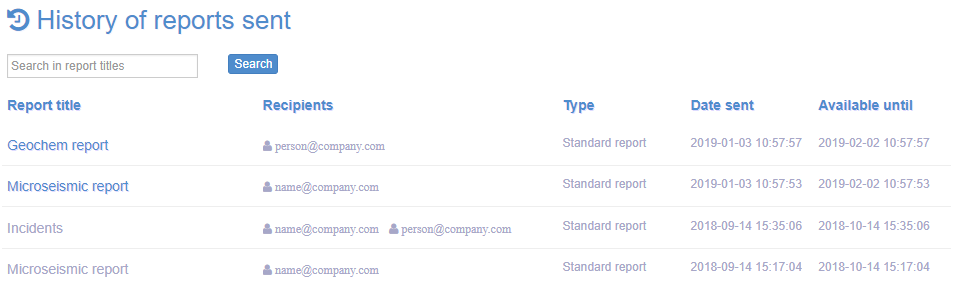 History of reports sent
Search in report titles Search
Report title Recipients Type Date sent Available until
Geochem report person@company.com Standard report 2019-01-03 10:57:57 2019-02-02 10:57:57
Microseismic report name@company.com Standard report 2019-01-03 10:57:53 2019-02-02 10:57:53
Incidents name@company.com person@company.com Standard report 2018-09-14 15:35:06 2018-10-14 15:35:06
Microseismic report name@company.com Standard report 2018-09-14 15:17:04 2018-10-14 15:17:04